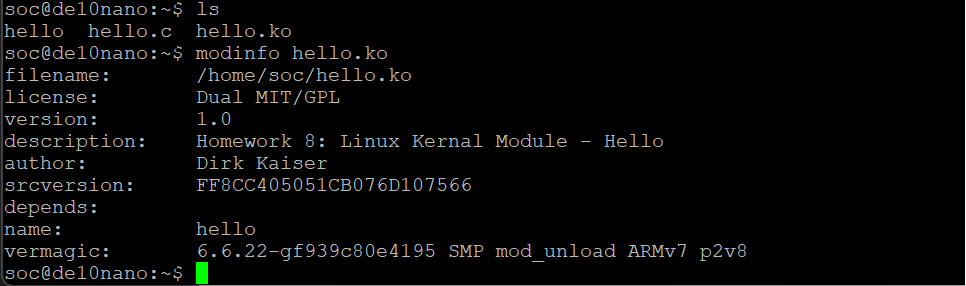 soc@de10nano:~$ ls
hello  hello.c  hello.ko
soc@de10nano:~$ modinfo hello.ko
filename:       /home/soc/hello.ko
license:        Dual MIT/GPL
version:        1.0
description:    Homework 8: Linux Kernal Module - Hello
author:         Dirk Kaiser
srcversion:     FF8CC405051CB076D107566
depends:
name:           hello
vermagic:       6.6.22-gf939c80e4195 SMP mod_unload ARMv7 p2v8
soc@de10nano:~$